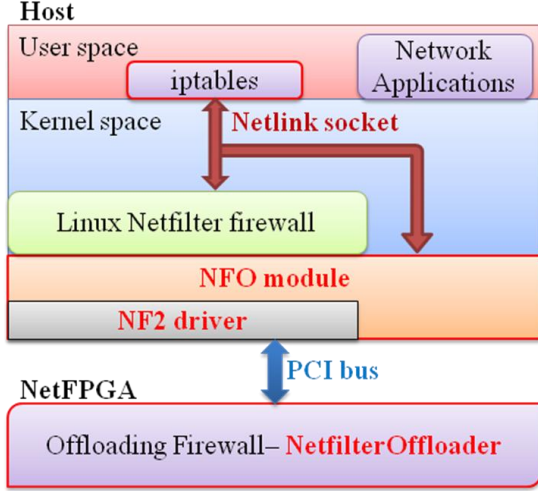 Host
User space
iptables
Network
Applications
Kernel space
Netlink socket
Linux Netfilter firewall
NFO module
NF2 driver
PCI bus
NetFPGA
Offloading Firewall– NetfilterOffloader